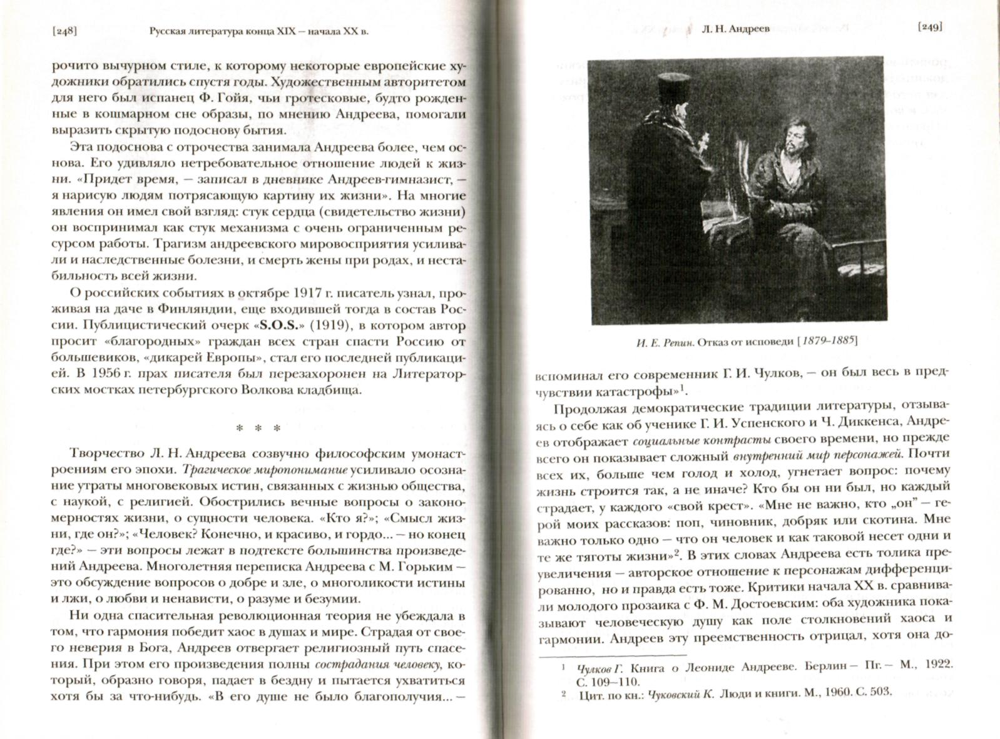 [248]
Русская литература конца XIX — начала XX в.
рочито вычурном стиле, к которому некоторые европейские ху-
дожники обратились спустя годы. Художественным авторитетом
для него был испанец Ф. Гойя, чьи гротесковые, будто рожден-
ные в кошмарном сне образы, по мнению Андреева, помогали
выразить скрытую подоснову бытия.
Эта подоснова с отрочества занимала Андреева более, чем ос-
нова. Его удивляло нетребовательное отношение людей к жиз-
ни. «Придет время, — записал в дневнике Андреев-гимназист, —
я нарисую людям потрясающую картину их жизни». На многие
явления он имел свой взгляд: стук сердца (свидетельство жизни)
он воспринимал как стук механизма с очень ограниченным ре-
сурсом работы. Трагизм андреевского мировосприятия усилива-
ли и наследственные болезни, и смерть жены при родах, и неста-
бильность всей жизни.
О российских событиях в октябре 1917 г. писатель узнал, про-
живая на даче в Финляндии, еще входившей тогда в состав Рос-
сии. Публицистический очерк «S.O.S.» (1919), в котором автор
просит «благородных» граждан всех стран спасти Россию от
большевиков, «дикарей Европы», стал его последней публикаци-
ей. В 1956 г. прах писателя был перезахоронен на Литератор-
ских мостках петербургского Волкова кладбища.
* * *
Творчество Л. Н. Андреева созвучно философским умонаст-
роениям его эпохи. Трагическое миропонимание усиливало осозна-
ние утраты многовековых истин, связанных с жизнью общества,
с наукой, с религией. Обострились вечные вопросы о законо-
мерностях жизни, о сущности человека. «Кто я?»; «Смысл жиз-
ни, где он?»; «Человек? Конечно, и красиво, и гордо... — но конец
где?» — эти вопросы лежат в подтексте большинства произведе-
ний Андреева. Многолетняя переписка Андреева с М. Горьким —
это обсуждение вопросов о добре и зле, о многоликости истины
и лжи, о любви и ненависти, о разуме и безумии.
Ни одна спасительная революционная теория не убеждала в
том, что гармония победит хаос в душах и мире. Страдая от свое-
го неверия в Бога, Андреев отвергает религиозный путь спасе-
ния. При этом его произведения полны сострадания человеку, ко-
торый, образно говоря, падает в бездну и пытается ухватиться
хотя бы за что-нибудь. «В его душе не было благополучия... —
Л. Н. Андреев
[249]
И. Е. Репин. Отказ от исповеди [1879–1885]
вспоминал его современник Г. И. Чулков, — он был весь в пред-
чувствии катастрофы»¹.
Продолжая демократические традиции литературы, отзыва-
ясь о себе как об ученике Г. И. Успенского и Ч. Диккенса, Андре-
ев отображает социальные контрасты своего времени, но прежде
всего он показывает сложный внутренний мир персонажей. Почти
всех их, больше чем голод и холод, угнетает вопрос: почему
жизнь строится так, а не иначе? Кто бы он ни был, но каждый
страдает, у каждого «свой крест». «Мне не важно, кто „он” — ге-
рой моих рассказов: поп, чиновник, добряк или скотина. Мне
важно только одно — что он человек и как таковой несет одни и
те же тяготы жизни»². В этих словах Андреева есть толика пре-
увеличения — авторское отношение к персонажам дифференци-
рованно, но и правда есть тоже. Критики начала XX в. сравнива-
ли молодого прозаика с Ф. М. Достоевским: оба художника пока-
зывают человеческую душу как поле столкновений хаоса и
гармонии. Андреев эту преемственность отрицал, хотя она до-
¹ Чулков Г. Книга о Леониде Андрееве. Берлин — Пг. — М., 1922.
С. 109–110.
² Цит. по кн.: Чуковский К. Люди и книги. М., 1960. С. 503.